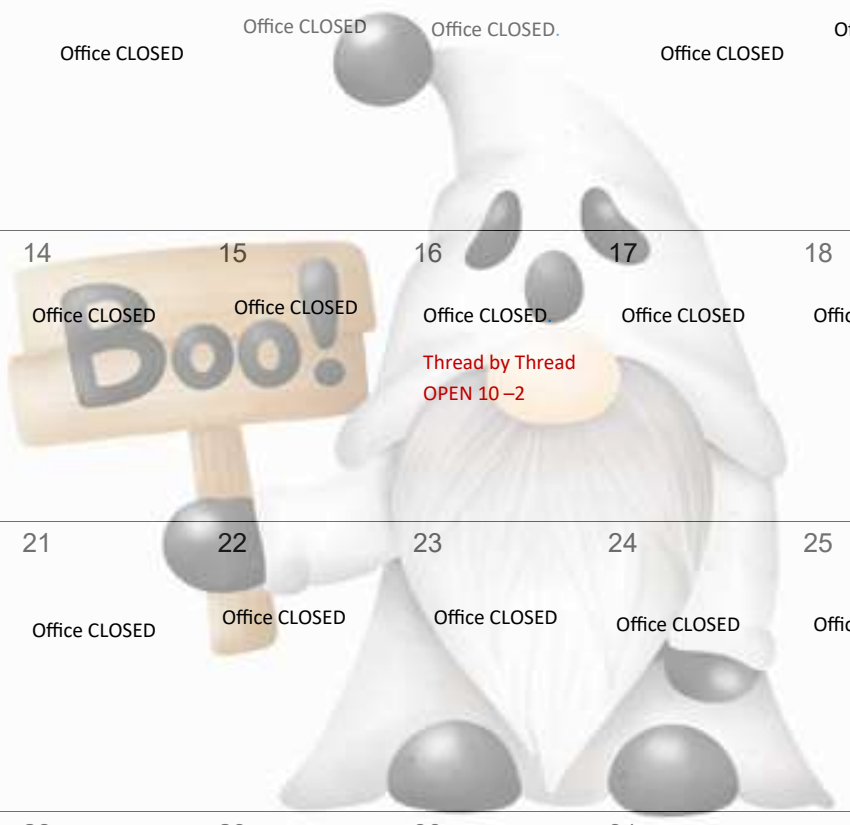 Office CLOSED
Office CLOSED
Office CLOSED.
Office CLOSED
14
15
16
17
18
Office CLOSED
Office CLOSED
Office CLOSED.
Office CLOSED
Thread by Thread
OPEN 10 –2
Boo!
21
22
23
24
25
Office CLOSED
Office CLOSED
Office CLOSED
Office CLOSED